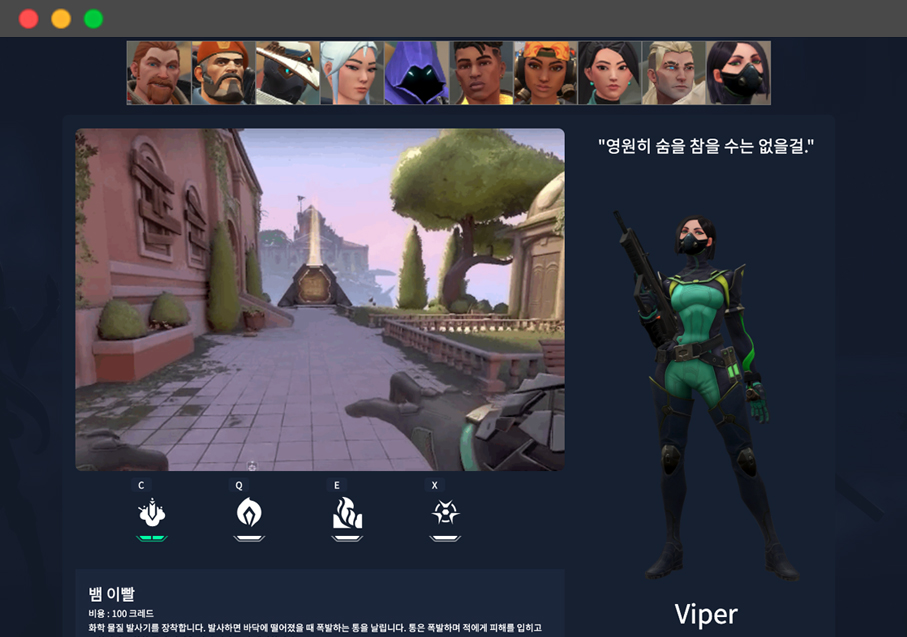 "영원히 숨을 참을 수는 없을걸."
C
Q
E
X
뱀 이빨
비용 : 100 크레드
화학 물질 발사기를 장착합니다. 발사하면 바닥에 떨어졌을 때 폭발하는 통을 날립니다. 통은 폭발하며 적에게 피해를 입히고
Viper